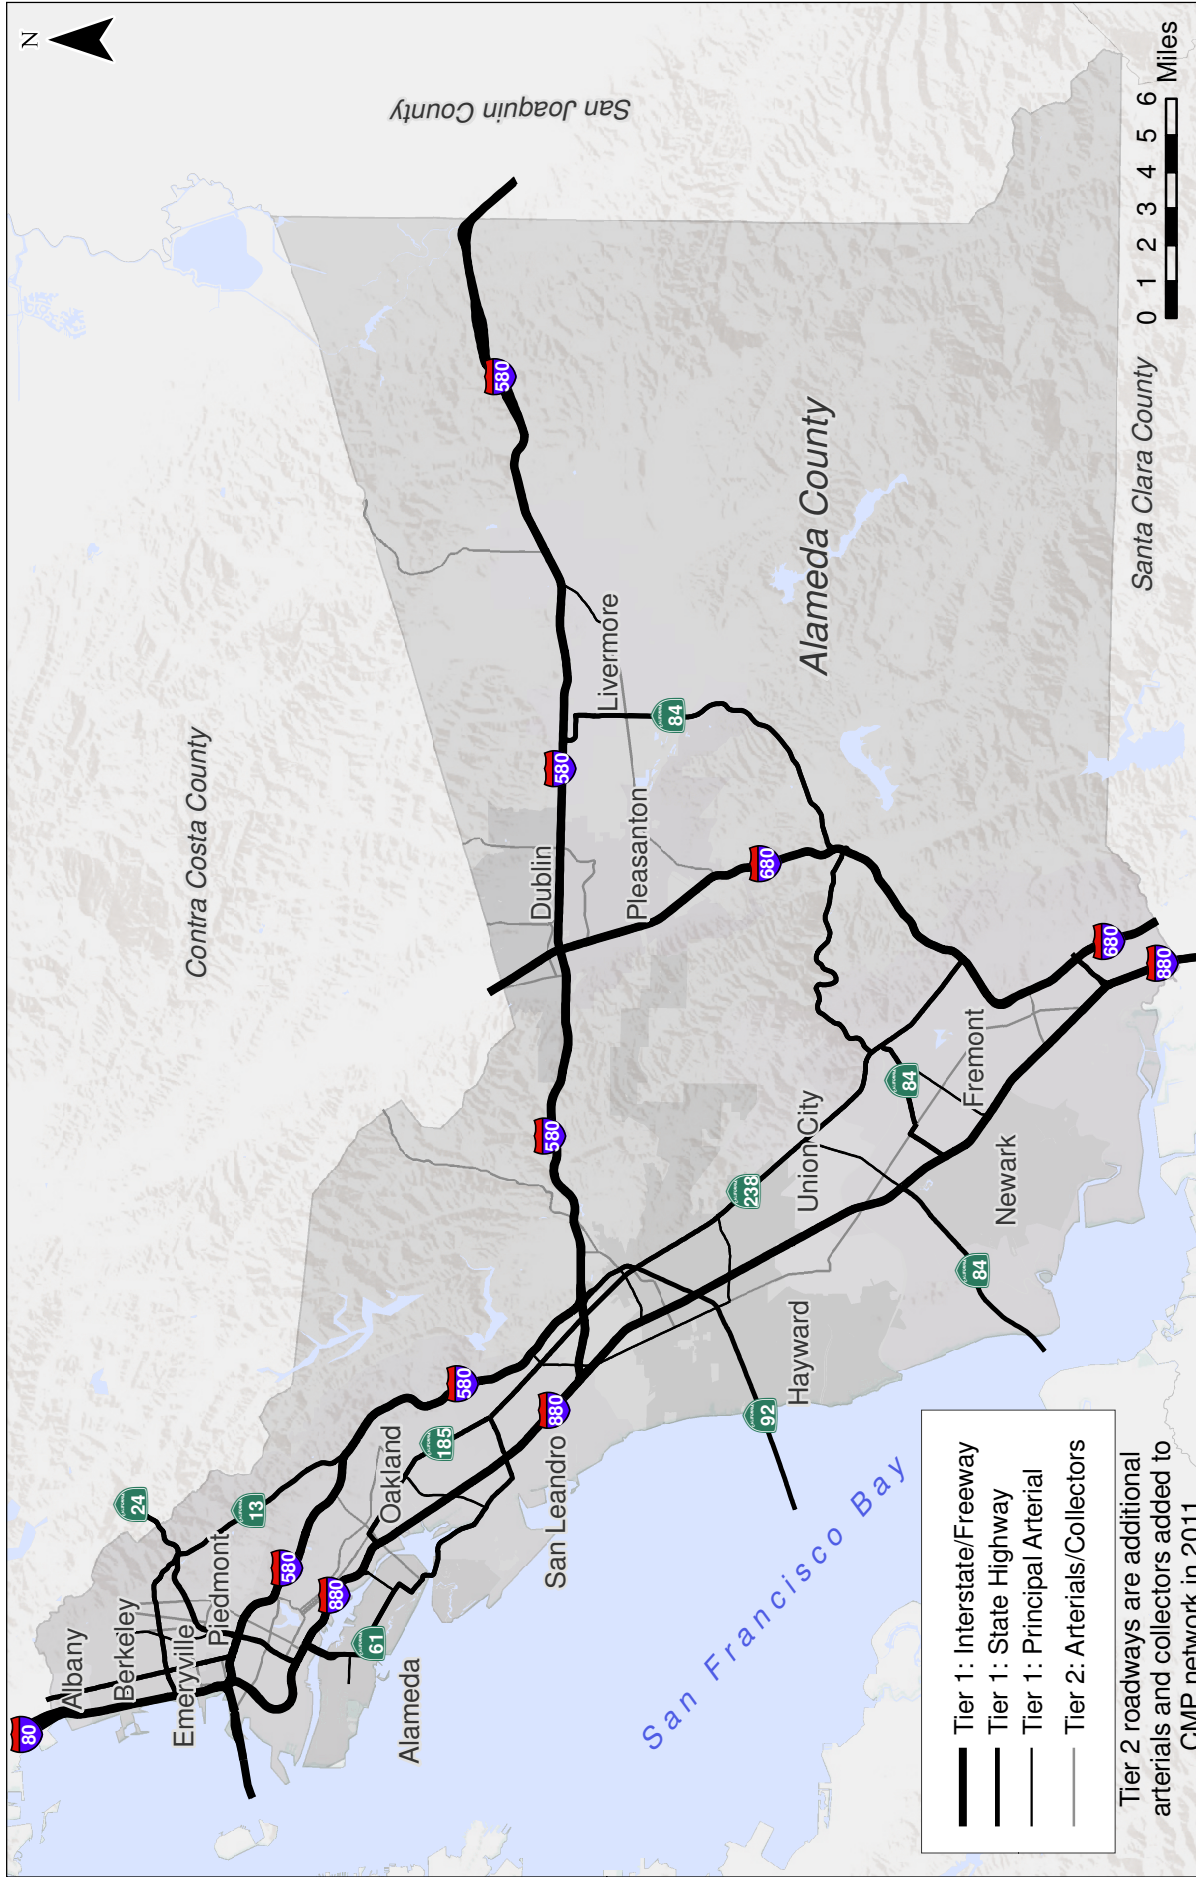 N
San Joaquin County
Contra Costa County
Alameda County
Santa Clara County
San Francisco Bay
80
Albany
Berkeley
Emeryville
Piedmont
24
13
580
880
61
Alameda
Oakland
185
580
880
San Leandro
580
92
Hayward
238
Union City
84
84
Newark
Fremont
Dublin
Pleasanton
680
580
Livermore
84
580
680
880
Tier 1: Interstate/Freeway
Tier 1: State Highway
Tier 1: Principal Arterial
Tier 2: Arterials/Collectors
Tier 2 roadways are additional
arterials and collectors added to
CMP network in 2011
0 1 2 3 4 5 6
Miles